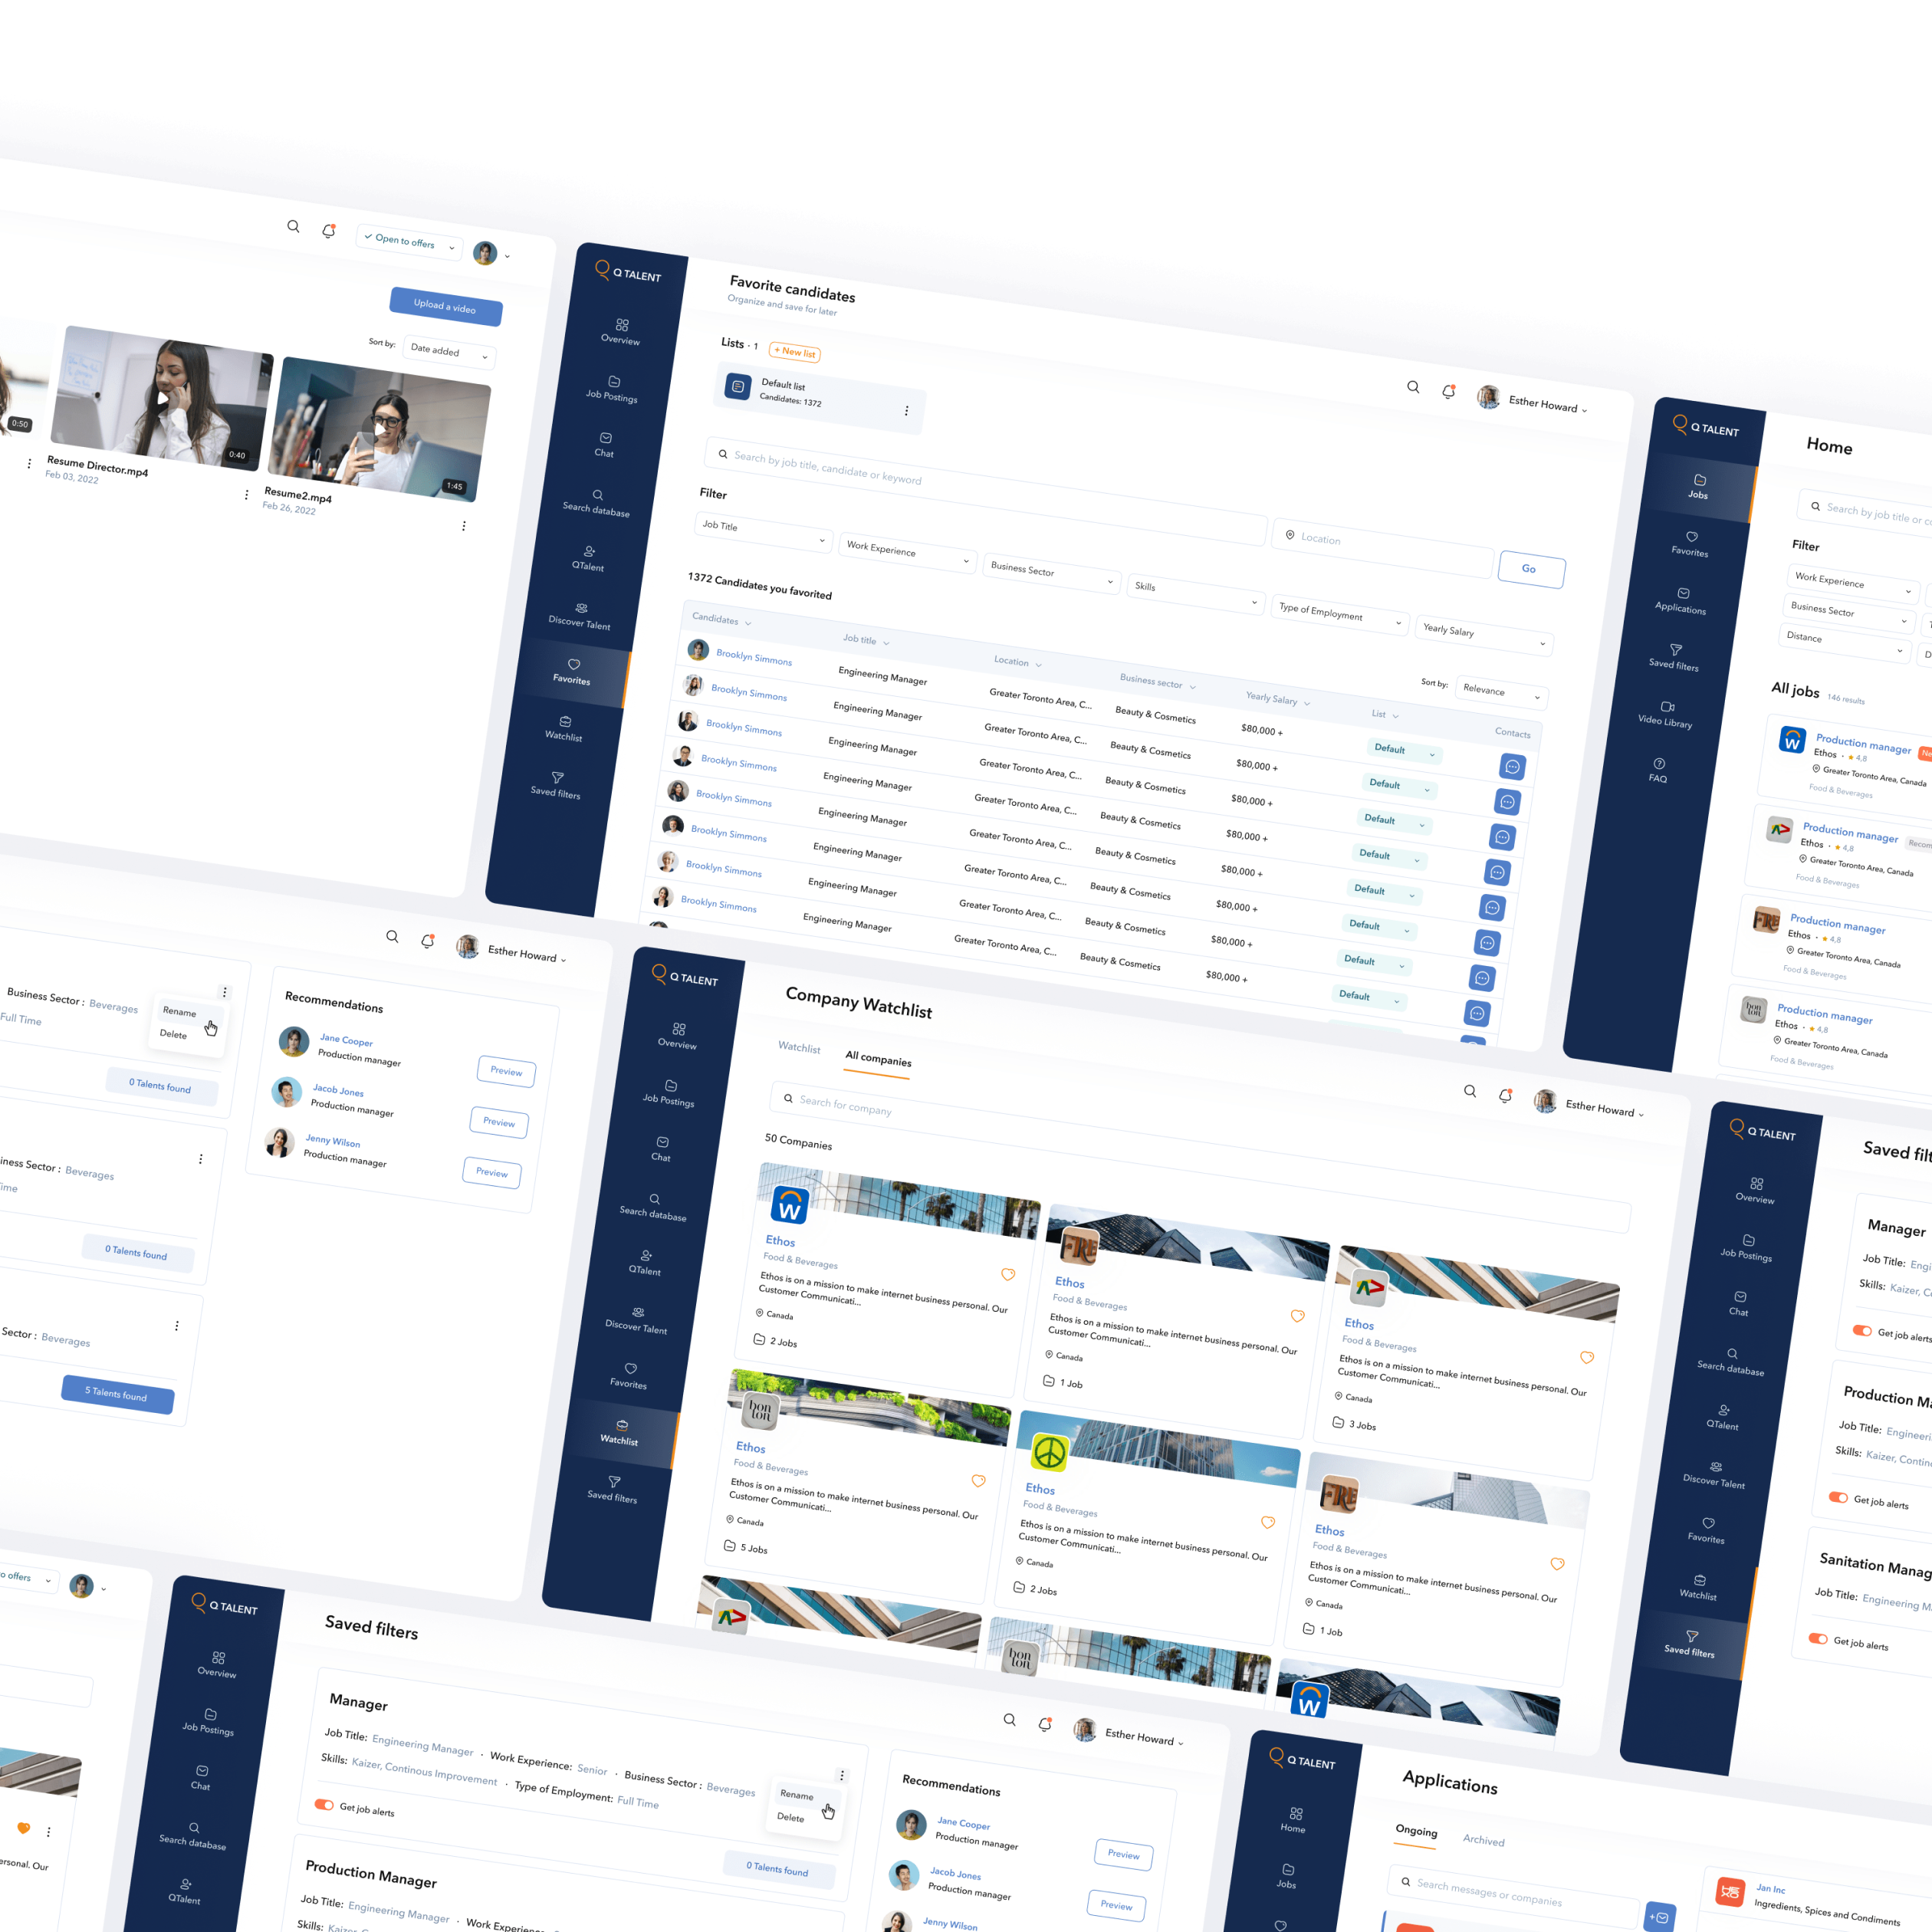 Open to offers
Upload a video
Sort by:
Date added
0:50
0:40
1:45
Resume Director.mp4
Feb 03, 2022
Resume2.mp4
Feb 26, 2022
Q TALENT
Overview
Job Postings
Chat
Search database
QTalent
Discover Talent
Favorites
Watchlist
Saved filters
Favorite candidates
Organize and save for later
Esther Howard
Lists - 1
+ New list
Default list
Candidates: 1372
Search by job title, candidate or keyword
Location
Go
Filter
Job Title
Work Experience
Business Sector
Skills
Type of Employment
Yearly Salary
1372 Candidates you favorited
Sort by:
Relevance
Candidates Job title Location Business sector Yearly Salary List Contacts
Brooklyn Simmons Engineering Manager Greater Toronto Area, C... Beauty & Cosmetics $80,000 + Default
Brooklyn Simmons Engineering Manager Greater Toronto Area, C... Beauty & Cosmetics $80,000 + Default
Brooklyn Simmons Engineering Manager Greater Toronto Area, C... Beauty & Cosmetics $80,000 + Default
Brooklyn Simmons Engineering Manager Greater Toronto Area, C... Beauty & Cosmetics $80,000 + Default
Brooklyn Simmons Engineering Manager Greater Toronto Area, C... Beauty & Cosmetics $80,000 + Default
Brooklyn Simmons Engineering Manager Greater Toronto Area, C... Beauty & Cosmetics $80,000 + Default
Brooklyn Simmons Engineering Manager Greater Toronto Area, C... Beauty & Cosmetics $80,000 + Default
Brooklyn Simmons Engineering Manager Greater Toronto Area, C... Beauty & Cosmetics $80,000 + Default
Q TALENT
Jobs
Favorites
Applications
Saved filters
Video Library
FAQ
Home
Search by job title or
Filter
Work Experience
Business Sector
Distance
All jobs 146 results
Production manager
Ethos · 4,8
Greater Toronto Area, Canada
Food & Beverages
Production manager
Ethos · 4,8
Greater Toronto Area, Canada
Food & Beverages
Production manager
Ethos · 4,8
Greater Toronto Area, Canada
Food & Beverages
bon ton
Production manager
Ethos · 4,8
Greater Toronto Area, Canada
Food & Beverages
Esther Howard
Business Sector : Beverages
Full Time
Rename
Delete
0 Talents found
Sector : Beverages
0 Talents found
Sector : Beverages
5 Talents found
Recommendations
Jane Cooper
Production manager
Preview
Jacob Jones
Production manager
Preview
Jenny Wilson
Production manager
Preview
Q TALENT
Overview
Job Postings
Chat
Search database
QTalent
Discover Talent
Favorites
Watchlist
Saved filters
Company Watchlist
Esther Howard
Watchlist
All companies
Search for company
50 Companies
Ethos
Food & Beverages
Ethos is on a mission to make internet business personal. Our
Customer Communicati...
Canada
2 Jobs
Ethos
Food & Beverages
Ethos is on a mission to make internet business personal. Our
Customer Communicati...
Canada
1 Job
Ethos
Food & Beverages
Ethos is on a mission to make internet business personal. Our
Customer Communicati...
Canada
3 Jobs
bon ton
Ethos
Food & Beverages
Ethos is on a mission to make internet business personal. Our
Customer Communicati...
Canada
5 Jobs
Ethos
Food & Beverages
Ethos is on a mission to make internet business personal. Our
Customer Communicati...
Canada
2 Jobs
Ethos
Food & Beverages
Ethos is on a mission to make internet business personal. Our
Customer Communicati...
Canada
1 Job
bon ton
Q TALENT
Overview
Job Postings
Chat
Search database
QTalent
Discover Talent
Favorites
Watchlist
Saved filters
Saved
Manager
Job Title:
Skills: Kaizer,
Get job alerts
Production
Job Title:
Skills: Kaizer,
Get job alerts
Sanitation
Job Title: Engineering
Get job alerts
offers
Our
Q TALENT
Overview
Job Postings
Chat
Search database
QTalent
Saved filters
Esther Howard
Manager
Job Title: Engineering Manager · Work Experience: Senior · Business Sector : Beverages
Skills: Kaizer, Continous Improvement · Type of Employment: Full Time
Rename
Delete
Get job alerts
0 Talents found
Production Manager
Job Title: Engineering Manager · Work
Skills:
Recommendations
Jane Cooper
Production manager
Preview
Jacob Jones
Production manager
Preview
Jenny Wilson
Q TALENT
Home
Jobs
Applications
Ongoing
Archived
Search messages or companies
Jan Inc
Ingredients, Spices and Condiments